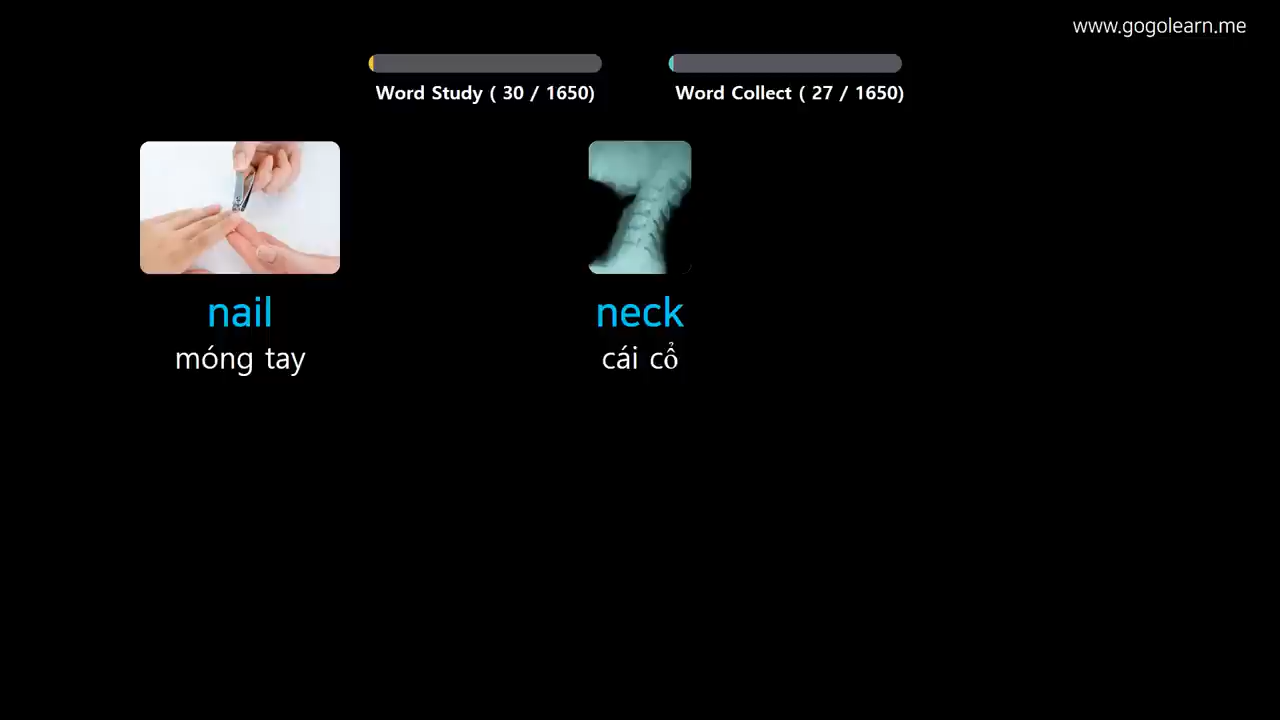 www.gogolearn.me
Word Study ( 30 / 1650)
Word Collect ( 27 / 1650)
nail
móng tay
neck
cái cổ